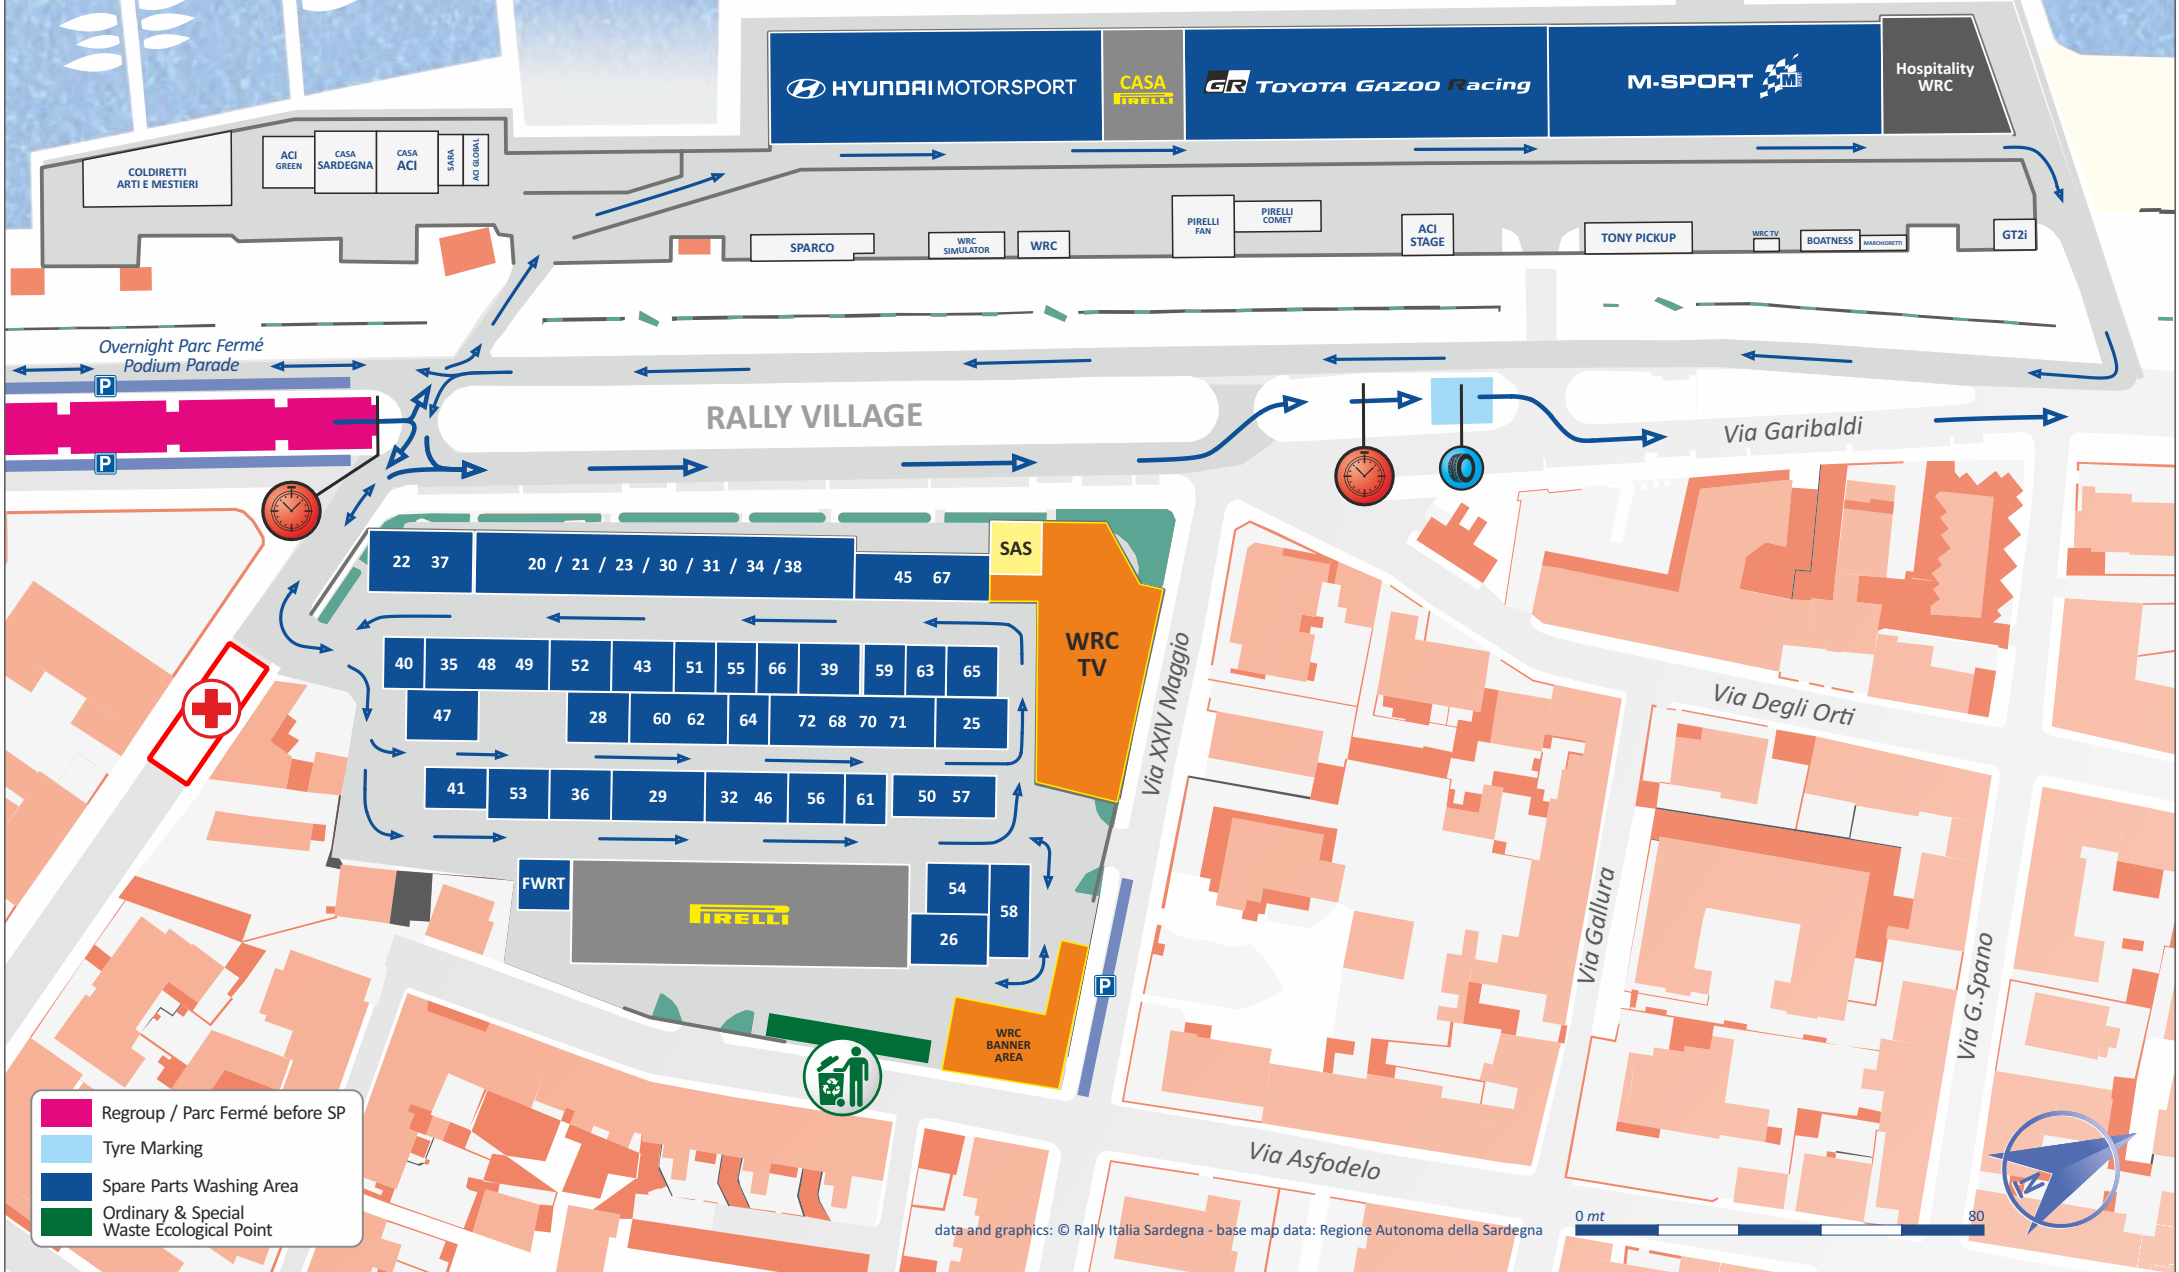 HYUNDAI MOTORSPORT
CASA
PIRELLI
GR TOYOTA GAZOO Racing
M-SPORT
Hospitality
WRC
COLDIRETTI
ARTI E MESTIERI
ACI
GREEN
CASA
SARDEGNA
CASA
ACI
SARA
ACI GLOBAL
SPARCO
WRC
SIMULATOR
WRC
PIRELLI
FAN
PIRELLI
COMET
ACI
STAGE
TONY PICKUP
WRC TV
BOATNESS
MARCHIORETTI
GT2i
Overnight Parc Fermé
Podium Parade
P
P
RALLY VILLAGE
Via Garibaldi
22 37
20 / 21 / 23 / 30 / 31 / 34 /38
45 67
SAS
WRC
TV
40
35 48 49
52
43
51
55
66
39
59
63
65
47
28
60 62
64
72 68 70 71
25
41
53
36
29
32 46
56
61
50 57
FWRT
PIRELLI
54
58
26
WRC
BANNER
AREA
P
Via XXIV Maggio
Via Degli Orti
Via Gallura
Via G.Spano
Via Asfodelo
Regroup / Parc Fermé before SP
Tyre Marking
Spare Parts Washing Area
Ordinary & Special
Waste Ecological Point
data and graphics: © Rally Italia Sardegna - base map data: Regione Autonoma della Sardegna
0 mt 80
N